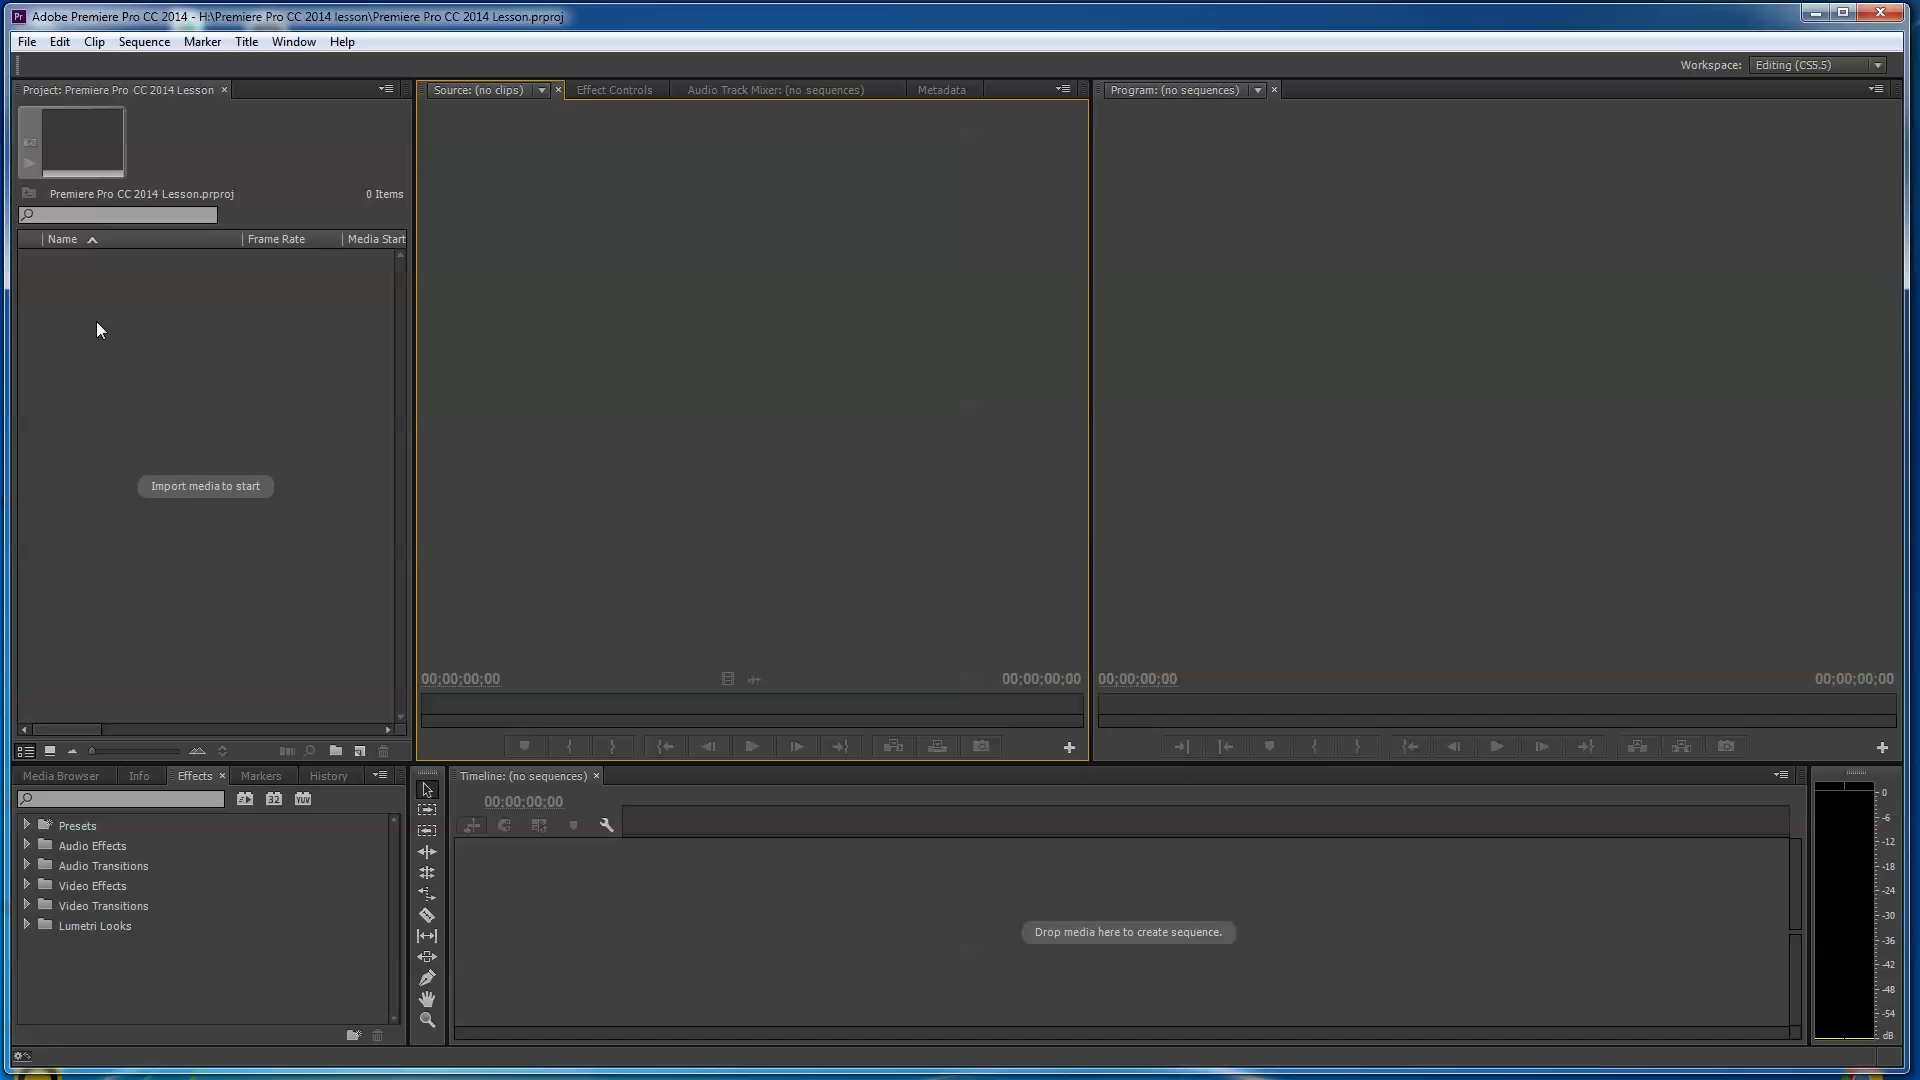 Adobe Premiere Pro CC 2014 - H:\Premiere Pro CC 2014 lesson\Premiere Pro CC 2014 Lesson.prproj
File Edit Clip Sequence Marker Title Window Help
Workspace: Editing (CS5.5)
Project: Premiere Pro CC 2014 Lesson
Source: (no clips) Effect Controls Audio Track Mixer: (no sequences) Metadata
Program: (no sequences)
Premiere Pro CC 2014 Lesson.prproj 0 Items
Name Frame Rate Media Start
Import media to start
00;00;00;00 00;00;00;00
00;00;00;00 00;00;00;00
Media Browser Info Effects Markers History
32 YUV
Presets
Audio Effects
Audio Transitions
Video Effects
Video Transitions
Lumetri Looks
Timeline: (no sequences)
00;00;00;00
Drop media here to create sequence.
0
-6
-12
-18
-24
-30
-36
-42
-48
-54
dB